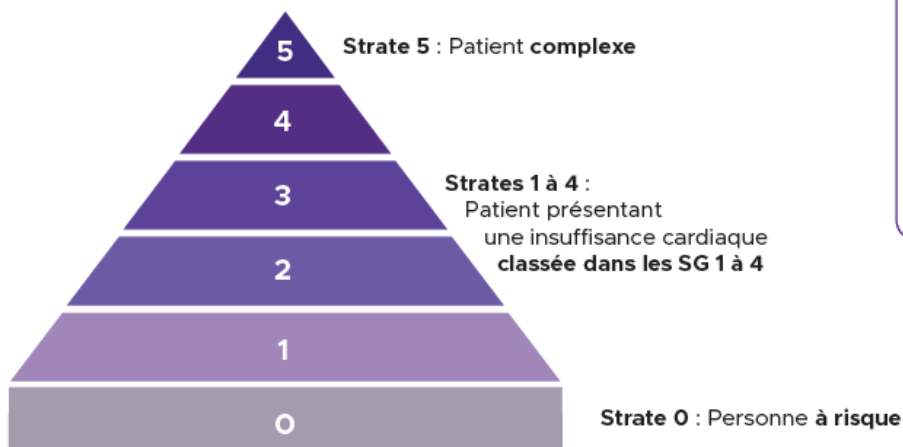 5
Strate 5 : Patient complexe
4
3
Strates 1 à 4 :
Patient présentant
une insuffisance cardiaque
classée dans les SG 1 à 4
2
1
0
Strate 0 : Personne à risque